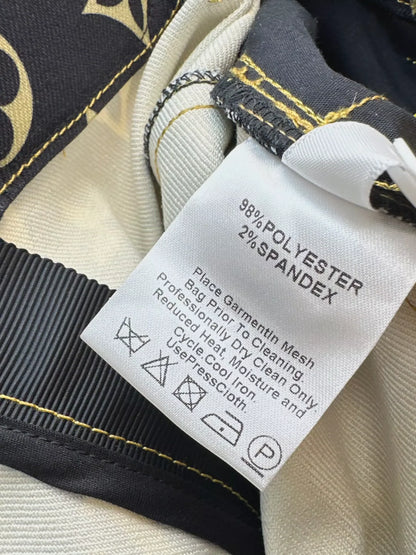 98%POLYESTER
2%SPANDEX
Place Garmentin Mesh
Bag Prior To Cleaning
Professionally Dry Clean Only
Reduced Heat, Moisture and
Cycle.Cool Iron.
UsePressCloth.
P